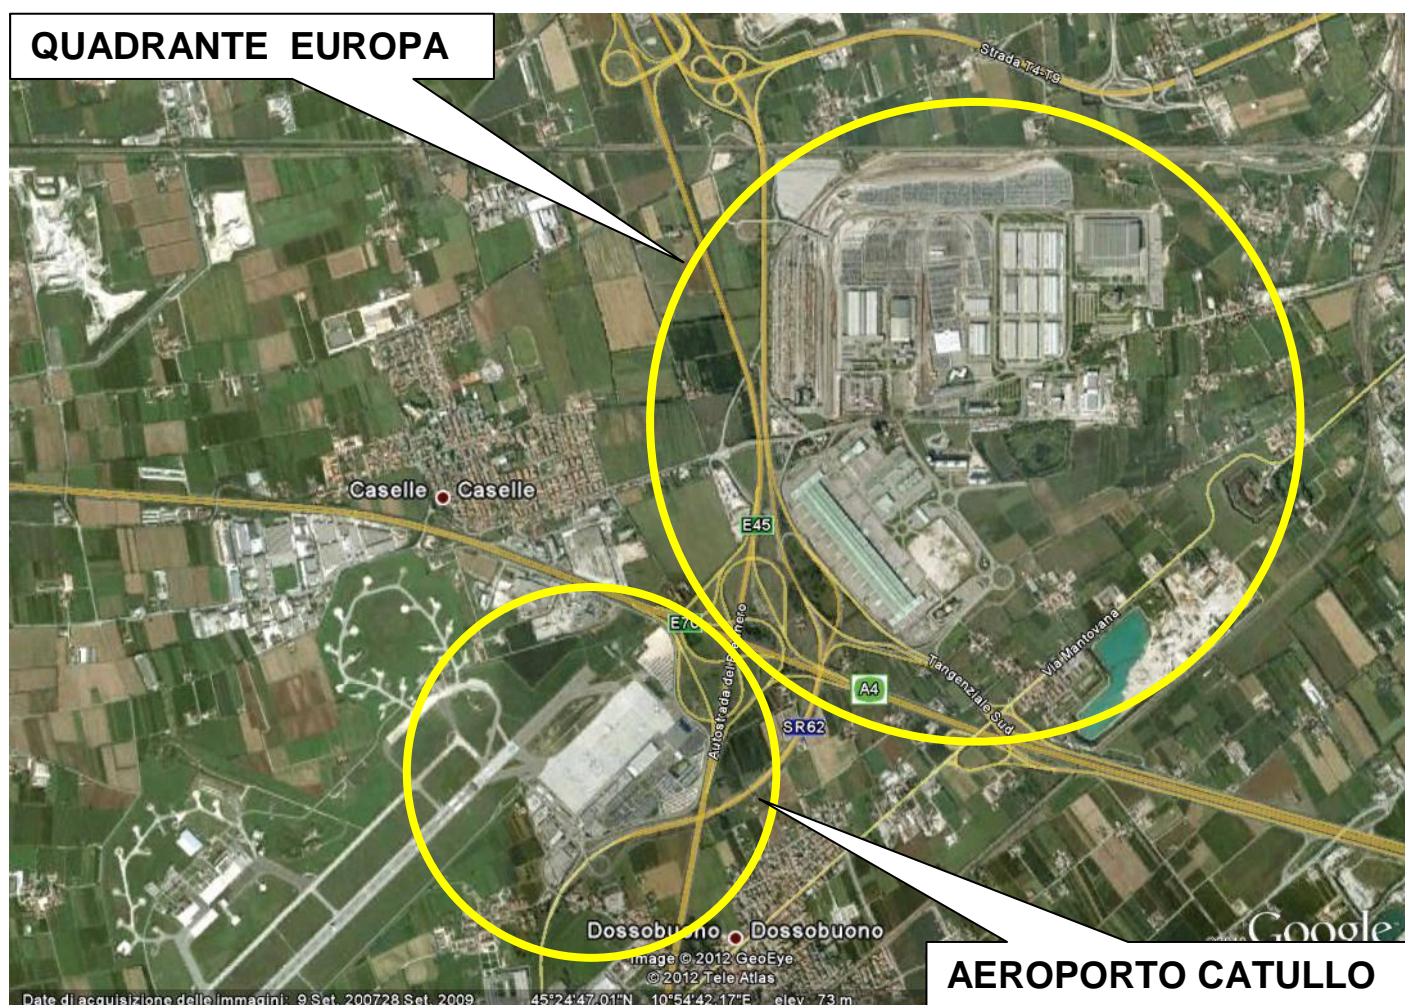 QUADRANTE EUROPA
Strada T4-T9
Caselle Caselle
E45
E70
Autostrada del Brennero
A4
SR62
Via Mantovana
Tangenziale Sud
Dossobuono Dossobuono
Image © 2012 GeoEye
© 2012 Tele Atlas
Google
AEROPORTO CATULLO
Date di acquisizione delle immagini: 9 Set, 200728 Set, 2009 45°24'47.01"N 10°54'42.17"E elev 73 m